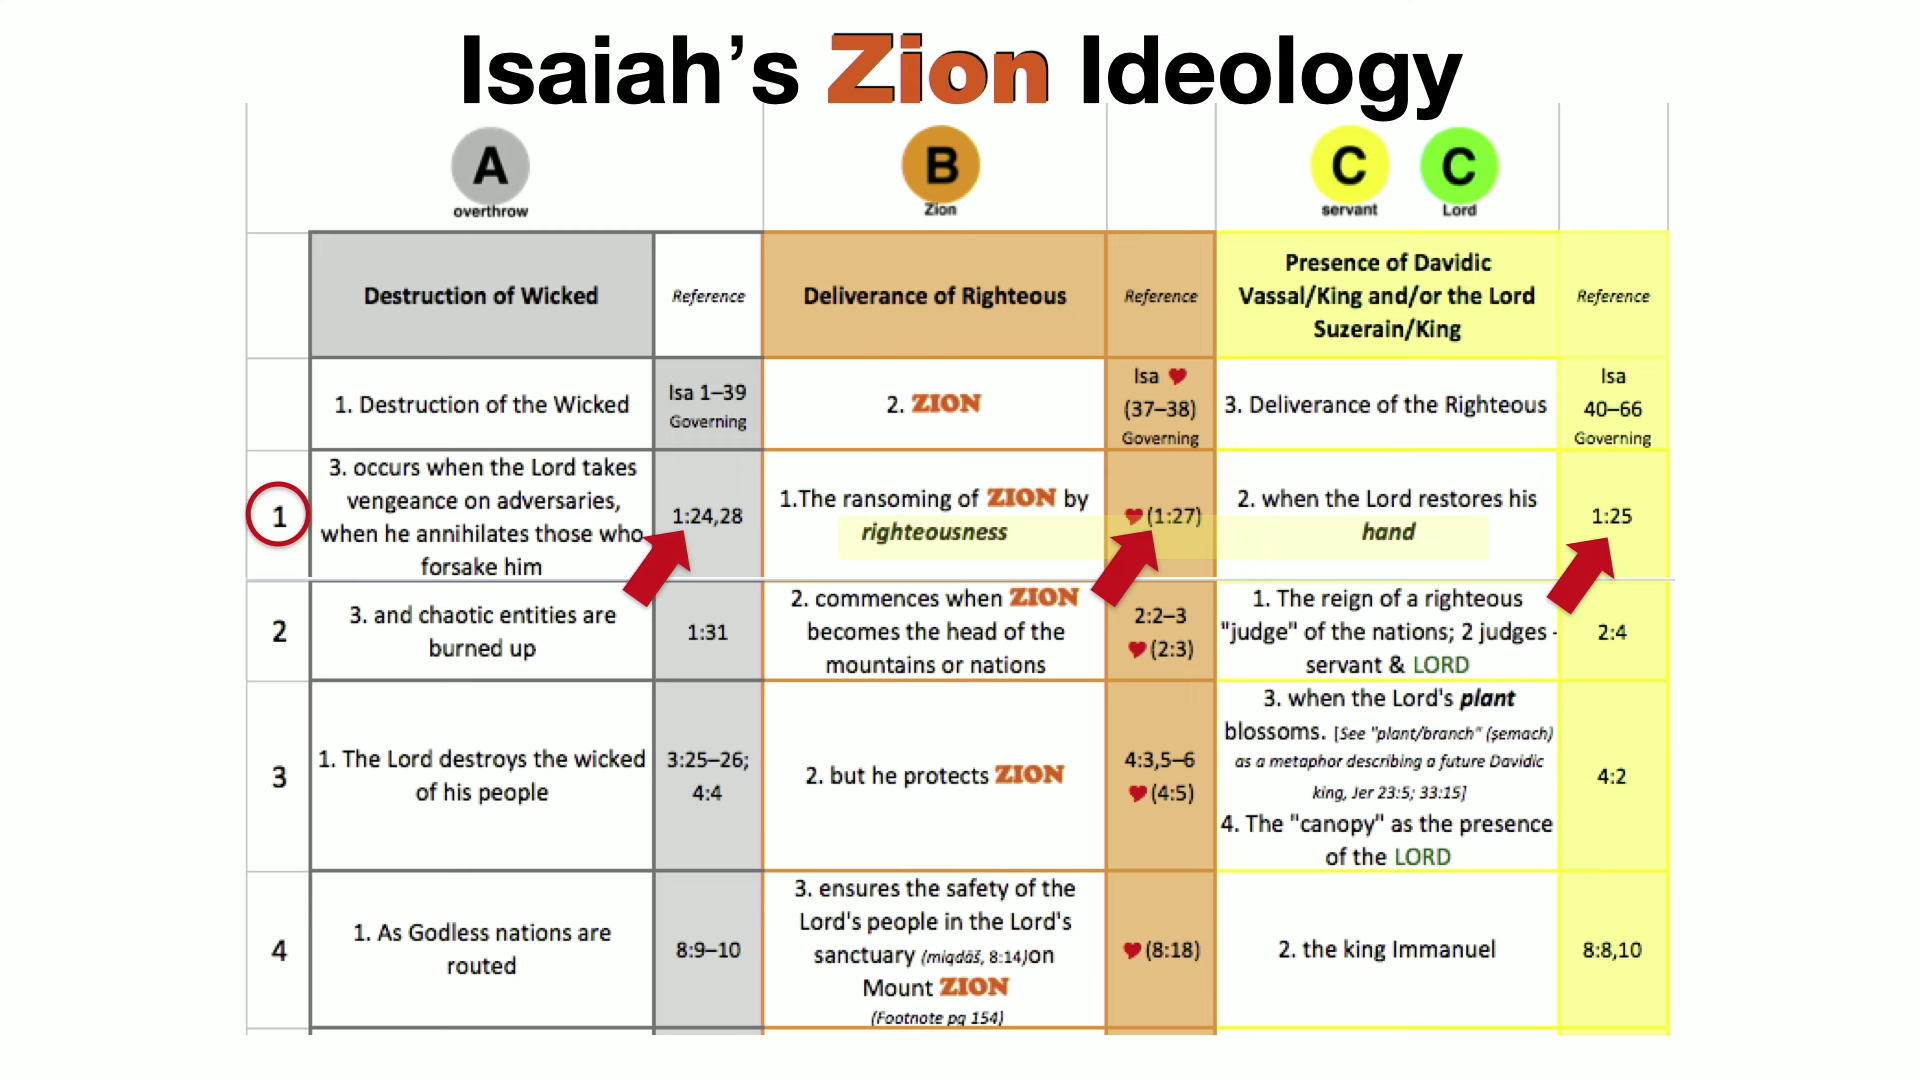 Isaiah's Zion Ideology
A
overthrow
B
Zion
C
servant
C
Lord
Destruction of Wicked
Reference
Deliverance of Righteous
Reference
Presence of Davidic
Vassal/King and/or the Lord
Suzerain/King
Reference
1. Destruction of the Wicked
Isa 1–39
Governing
2. ZION
Isa
(37–38)
Governing
3. Deliverance of the Righteous
Isa
40–66
Governing
1
3. occurs when the Lord takes
vengeance on adversaries,
when he annihilates those who
forsake him
1:24,28
1.The ransoming of ZION by
righteousness
(1:27)
2. when the Lord restores his
hand
1:25
2
3. and chaotic entities are
burned up
1:31
2. commences when ZION
becomes the head of the
mountains or nations
2:2–3
(2:3)
1. The reign of a righteous
"judge" of the nations; 2 judges -
servant & LORD
2:4
3
1. The Lord destroys the wicked
of his people
3:25–26;
4:4
2. but he protects ZION
4:3,5–6
(4:5)
3. when the Lord's plant
blossoms. [See "plant/branch" (ṣemach)
as a metaphor describing a future Davidic
king, Jer 23:5; 33:15]
4. The "canopy" as the presence
of the LORD
4:2
4
1. As Godless nations are
routed
8:9–10
3. ensures the safety of the
Lord's people in the Lord's
sanctuary (miqdāš, 8:14)on
Mount ZION
(Footnote pg 154)
(8:18)
2. the king Immanuel
8:8,10